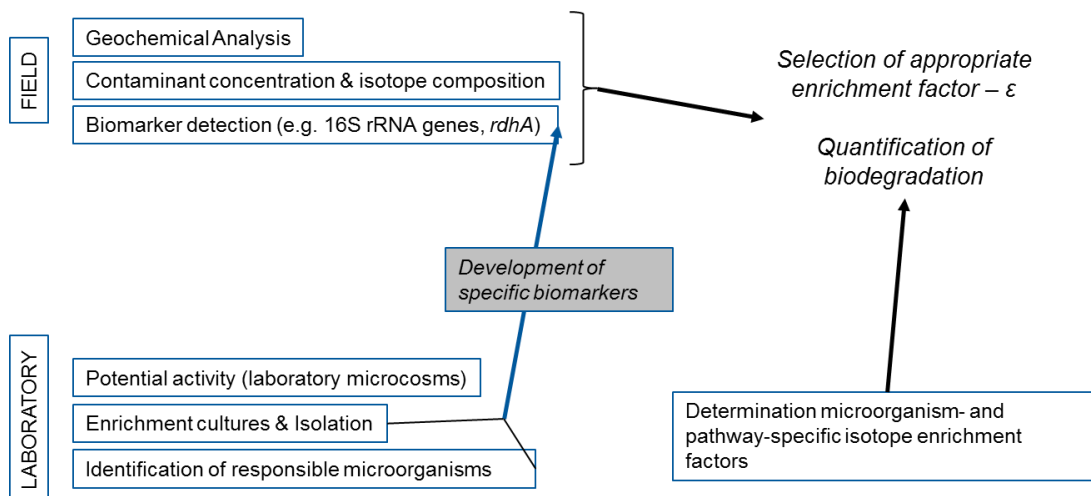 FIELD
Geochemical Analysis
Contaminant concentration & isotope composition
Biomarker detection (e.g. 16S rRNA genes, rdhA)
Selection of appropriate
enrichment factor – ε
Quantification of
biodegradation
Development of
specific biomarkers
LABORATORY
Potential activity (laboratory microcosms)
Enrichment cultures & Isolation
Identification of responsible microorganisms
Determination microorganism- and
pathway-specific isotope enrichment
factors